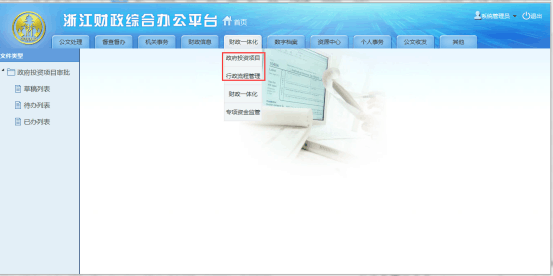 浙江财政综合办公平台 首页
系统管理员 退出
公文处理 督查督办 机关事务 财政信息 财政一体化 数字档案 资源中心 个人事务 公文收发 其他
文件类型
政府投资项目审批
草稿列表
待办列表
已办列表
政府投资项目
行政流程管理
财政一体化
专项资金监管